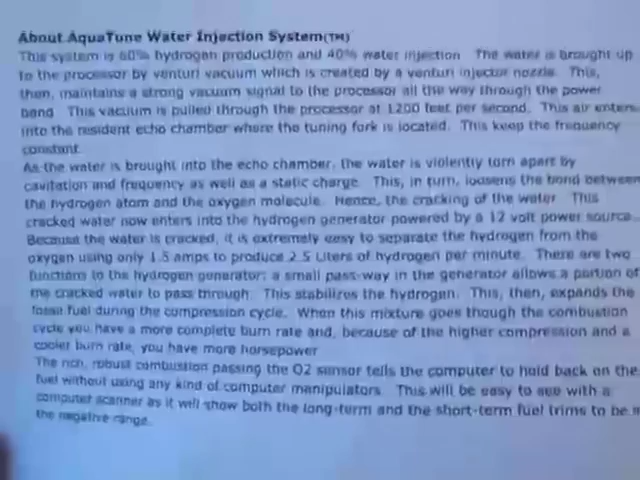 About AquaTune Water Injection System(TM)
This system is 60% hydrogen production and 40% water injection  The water is brought up
to the processor by venturi vacuum which is created by a venturi injector nozzle.  This,
then, maintains a strong vacuum signal to the processor all the way through the power
band  This vacuum is pulled through the processor at 1200 feet per second.  This air enters
into the resident echo chamber where the tuning fork is located.  This keep the frequency
constant
As the water is brought into the echo chamber, the water is violently torn apart by
cavitation and frequency as well as a static charge.  This, in turn, loosens the bond between
the hydrogen atom and the oxygen molecule.  Hence, the cracking of the water  This
cracked water now enters into the hydrogen generator powered by a 12 volt power source.
Because the water is cracked, it is extremely easy to separate the hydrogen from the
oxygen using only 1.5 amps to produce 2.5 Liters of hydrogen per minute.  There are two
functions to the hydrogen generator: a small pass-way in the generator allows a portion of
the cracked water to pass through.  This stabilizes the hydrogen.  This, then, expands the
fossil fuel during the compression cycle.  When this mixture goes though the combustion
cycle you have a more complete burn rate and, because of the higher compression and a
cooler burn rate, you have more horsepower
The rich, robust combustion passing the O2 sensor tells the computer to hold back on the
fuel without using any kind of computer manipulators.  This will be easy to see with a
computer scanner as it will show both the long-term and the short-term fuel trims to be in
the negative range.